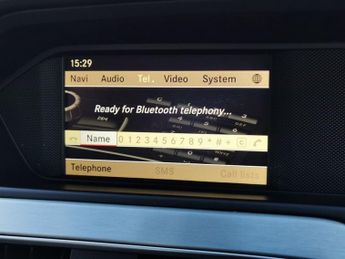 15:29
Navi Audio Tel. Video System
Ready for Bluetooth telephony...
Name 0 1 2 3 4 5 6 7 8 9 * # + C
Telephone SMS Call lists